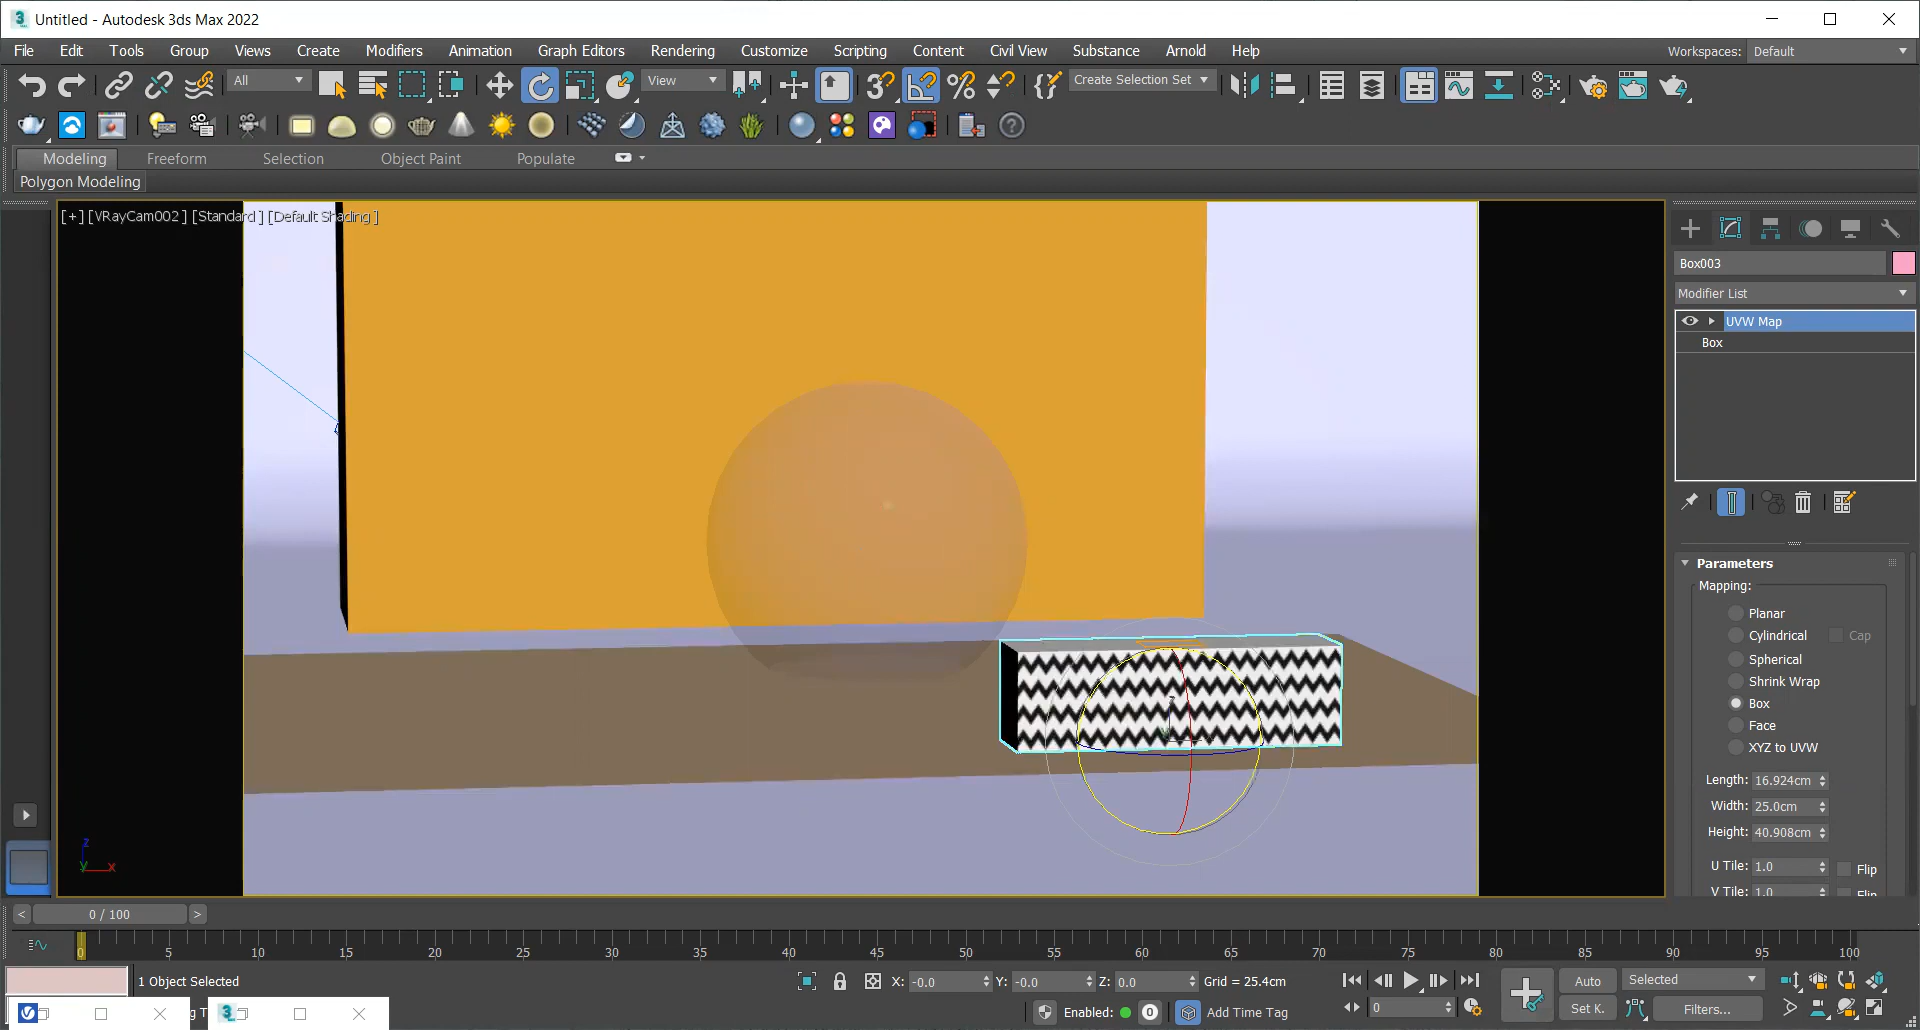 Untitled - Autodesk 3ds Max 2022
File Edit Tools Group Views Create Modifiers Animation Graph Editors Rendering Customize Scripting Content Civil View Substance Arnold Help Workspaces: Default
All View Create Selection Set
Modeling Freeform Selection Object Paint Populate
Polygon Modeling
[+] [VRayCam002 ] [Standard ] [Default Shading ]
Box003
Modifier List
UVW Map
Box
Parameters
Mapping:
Planar
Cylindrical Cap
Spherical
Shrink Wrap
Box
Face
XYZ to UVW
Length: 16.924cm
Width: 25.0cm
Height: 40.908cm
U Tile: 1.0 Flip
V Tile: 1.0 Flip
z
y x
< 0 / 100 >
0 5 10 15 20 25 30 35 40 45 50 55 60 65 70 75 80 85 90 95 100
1 Object Selected X: -0.0 Y: -0.0 Z: 0.0 Grid = 25.4cm Auto Selected
Enabled: 0 Add Time Tag 0 Set K. Filters...